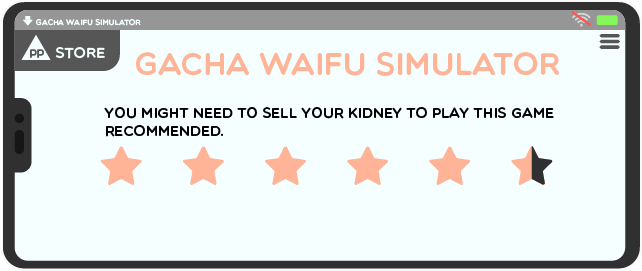 GACHA WAIFU SIMULATOR
PP STORE
GACHA WAIFU SIMULATOR
YOU MIGHT NEED TO SELL YOUR KIDNEY TO PLAY THIS GAME
RECOMMENDED.